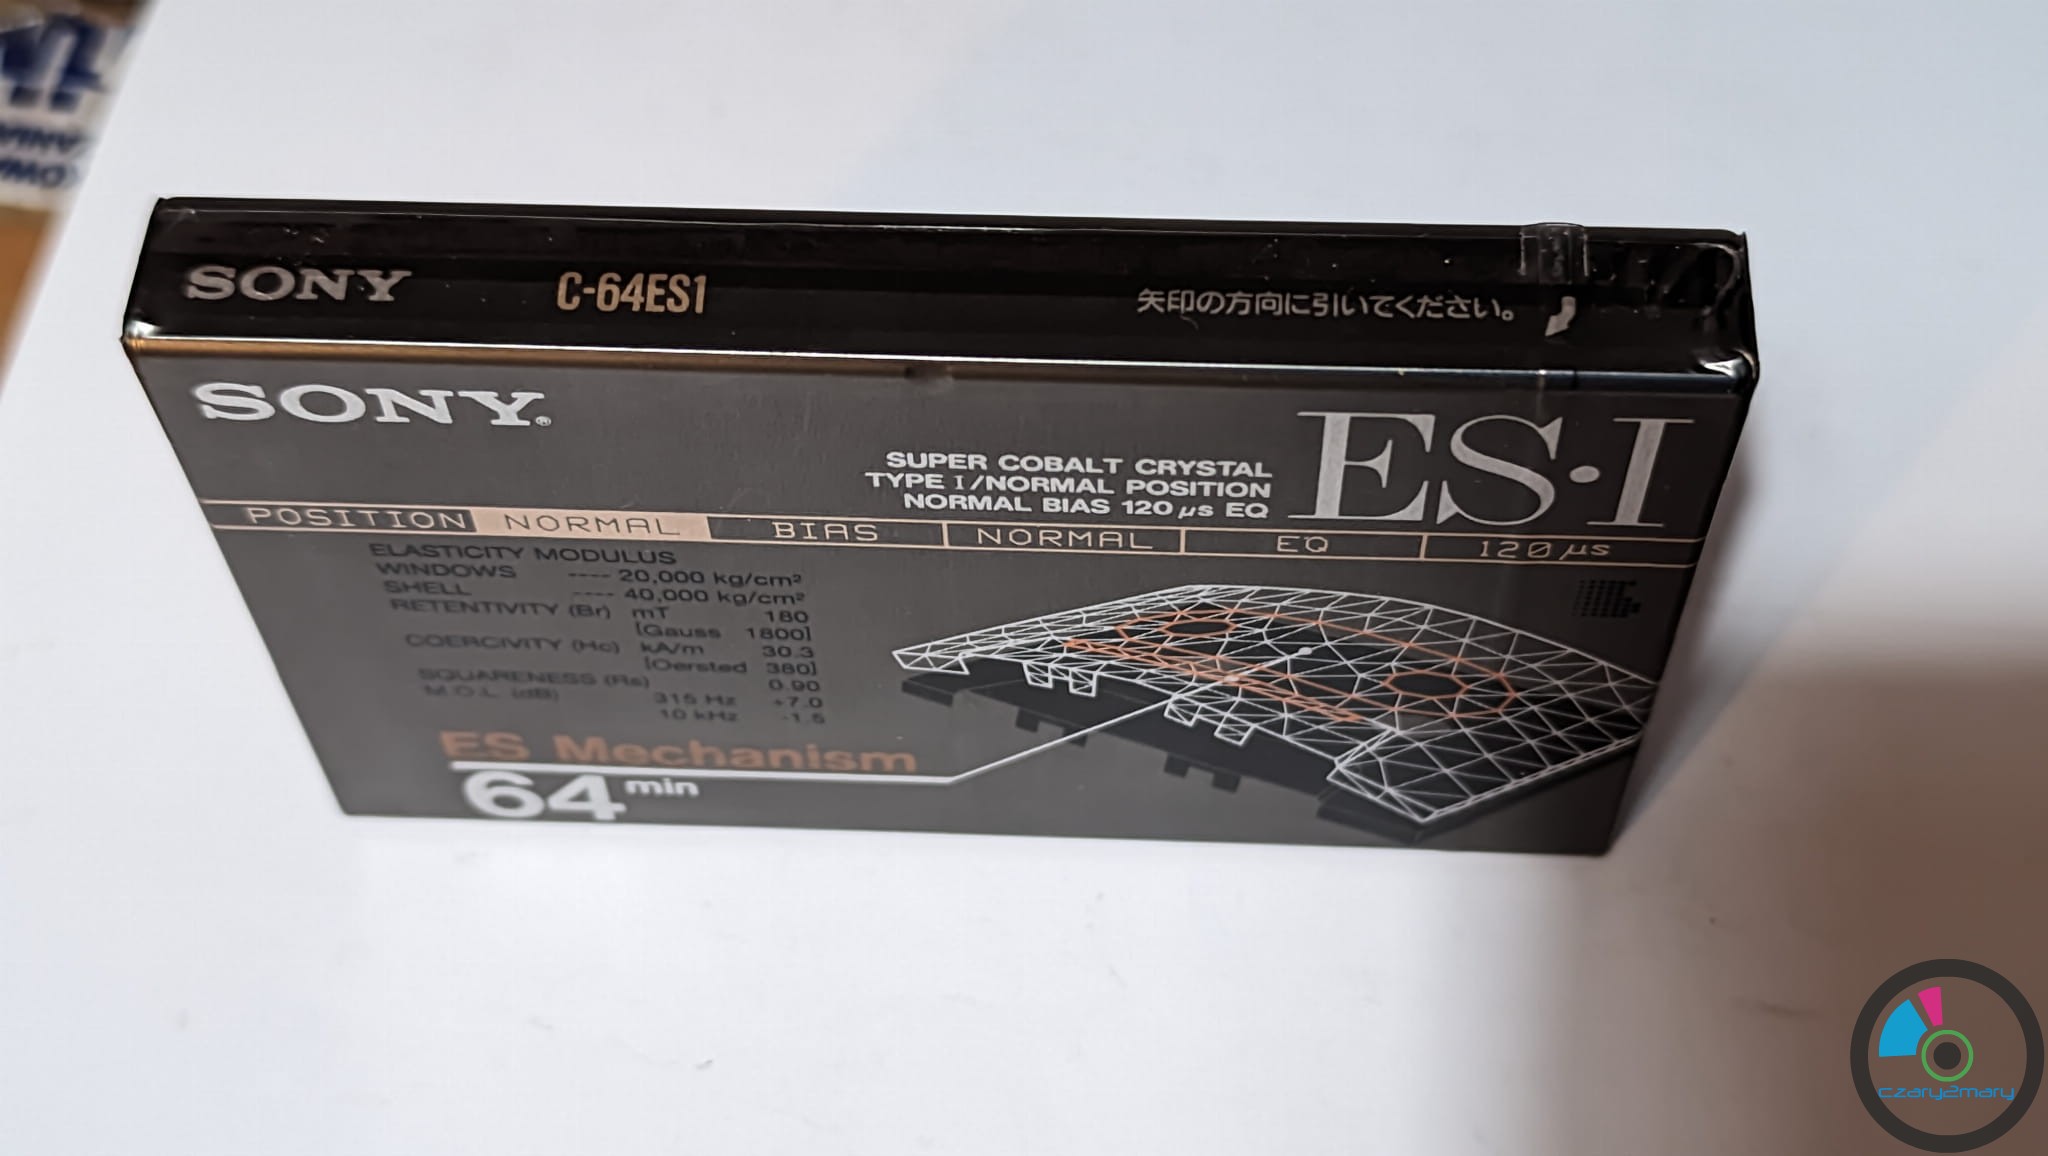 SONY C-64ES1 矢印の方向に引いてください。
SONY®
ES·I
SUPER COBALT CRYSTAL
TYPE I/NORMAL POSITION
NORMAL BIAS 120 μs EQ
POSITION NORMAL BIAS NORMAL EQ 120 μs
ELASTICITY MODULUS
WINDOWS ---- 20,000 kg/cm²
SHELL ---- 40,000 kg/cm²
RETENTIVITY (Br) mT 180
[Gauss 1800]
COERCIVITY (Hc) kA/m 30.3
[Oersted 380]
SQUARENESS (Rs) 0.90
M.O.L. (dB) 315 Hz +7.0
10 kHz -1.5
ES Mechanism
64 min
czary2mary